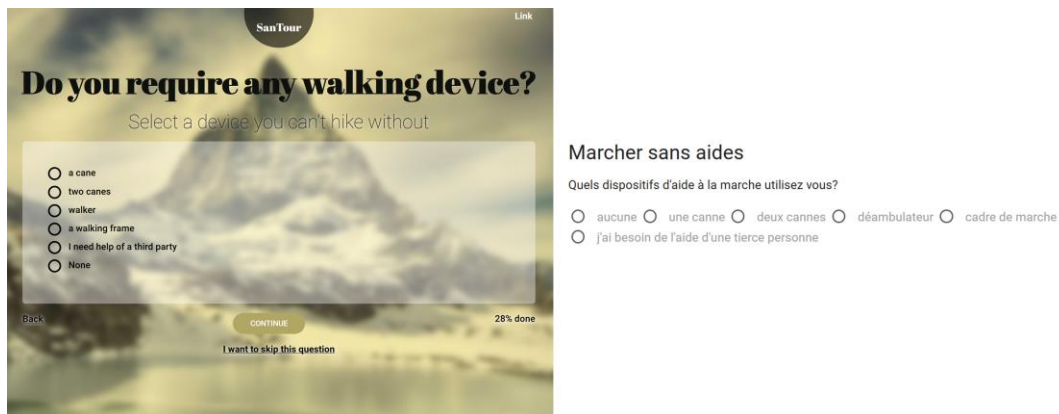 Link
SanTour
Do you require any walking device?
Select a device you can't hike without
a cane
two canes
walker
a walking frame
I need help of a third party
None
Back
CONTINUE
28% done
I want to skip this question
Marcher sans aides
Quels dispositifs d'aide à la marche utilisez vous?
aucune une canne deux cannes déambulateur cadre de marche
j'ai besoin de l'aide d'une tierce personne